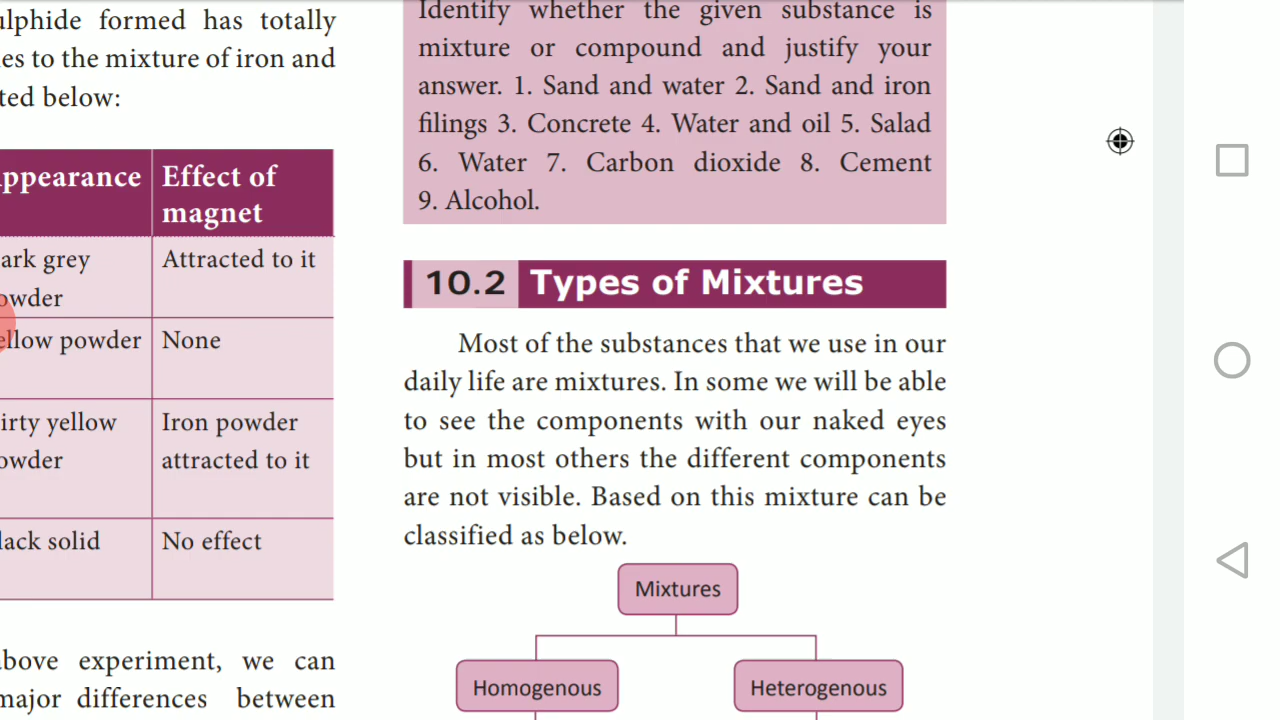 ulphide formed has totally
es to the mixture of iron and
ted below:
ppearance Effect of
magnet
ark grey Attracted to it
owder
ellow powder None
irty yellow Iron powder
owder attracted to it
lack solid No effect
bove experiment, we can
major differences between
Identify whether the given substance is
mixture or compound and justify your
answer. 1. Sand and water 2. Sand and iron
filings 3. Concrete 4. Water and oil 5. Salad
6. Water 7. Carbon dioxide 8. Cement
9. Alcohol.
10.2 Types of Mixtures
Most of the substances that we use in our
daily life are mixtures. In some we will be able
to see the components with our naked eyes
but in most others the different components
are not visible. Based on this mixture can be
classified as below.
Mixtures
Homogenous Heterogenous